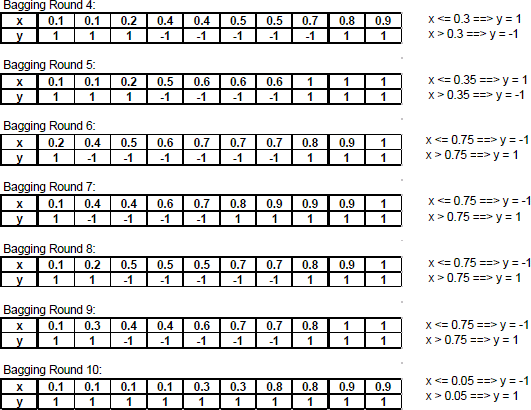 Bagging Round 4:
x 0.1 0.1 0.2 0.4 0.4 0.5 0.5 0.7 0.8 0.9 x <= 0.3 ==> y = 1
y 1 1 1 -1 -1 -1 -1 -1 1 1 x > 0.3 ==> y = -1
Bagging Round 5:
x 0.1 0.1 0.2 0.5 0.6 0.6 0.6 1 1 1 x <= 0.35 ==> y = 1
y 1 1 1 -1 -1 -1 -1 1 1 1 x > 0.35 ==> y = -1
Bagging Round 6:
x 0.2 0.4 0.5 0.6 0.7 0.7 0.7 0.8 0.9 1 x <= 0.75 ==> y = -1
y 1 -1 -1 -1 -1 -1 -1 1 1 1 x > 0.75 ==> y = 1
Bagging Round 7:
x 0.1 0.4 0.4 0.6 0.7 0.8 0.9 0.9 0.9 1 x <= 0.75 ==> y = -1
y 1 -1 -1 -1 -1 1 1 1 1 1 x > 0.75 ==> y = 1
Bagging Round 8:
x 0.1 0.2 0.5 0.5 0.5 0.7 0.7 0.8 0.9 1 x <= 0.75 ==> y = -1
y 1 1 -1 -1 -1 -1 -1 1 1 1 x > 0.75 ==> y = 1
Bagging Round 9:
x 0.1 0.3 0.4 0.4 0.6 0.7 0.7 0.8 1 1 x <= 0.75 ==> y = -1
y 1 1 -1 -1 -1 -1 -1 1 1 1 x > 0.75 ==> y = 1
Bagging Round 10:
x 0.1 0.1 0.1 0.1 0.3 0.3 0.8 0.8 0.9 0.9 x <= 0.05 ==> y = -1
y 1 1 1 1 1 1 1 1 1 1 x > 0.05 ==> y = 1